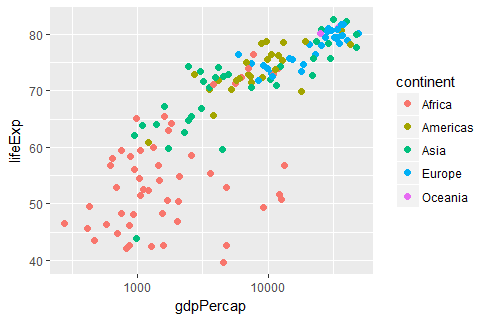 80
70
60
50
40
lifeExp
1000
10000
gdpPercap
continent
Africa
Americas
Asia
Europe
Oceania